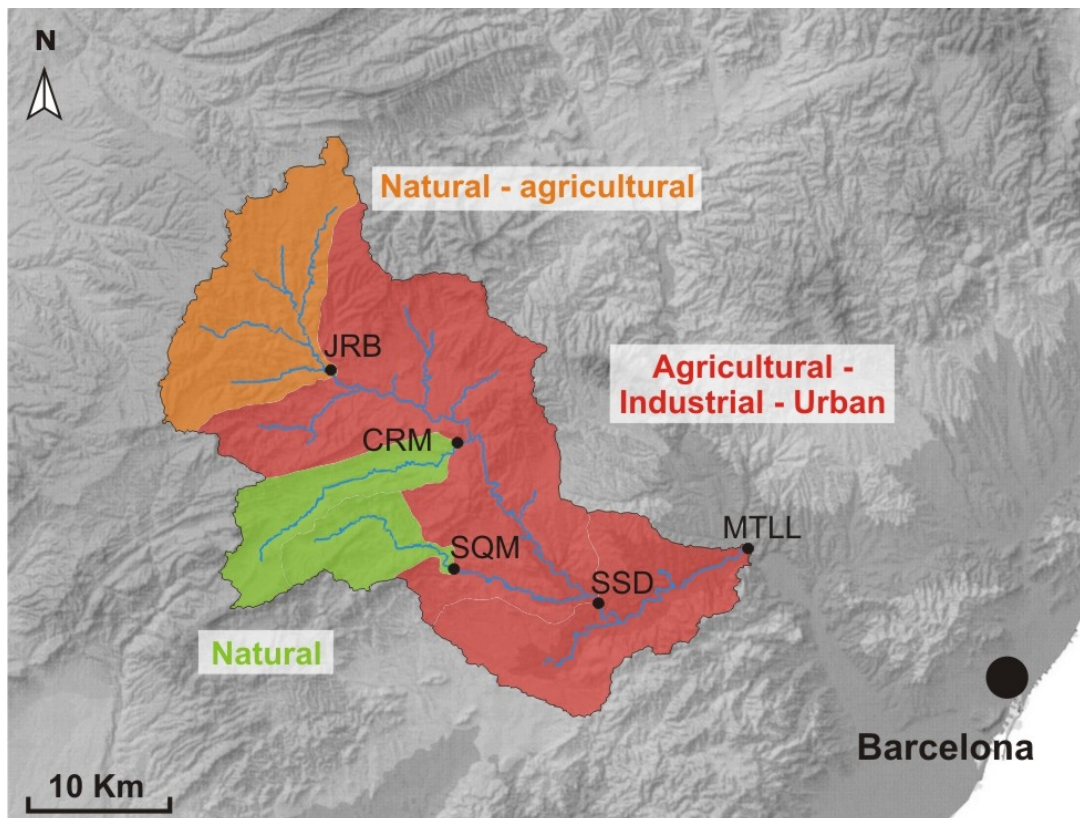 N
Natural - agricultural
JRB
Agricultural -
Industrial - Urban
CRM
MTLL
SQM
SSD
Natural
Barcelona
10 Km